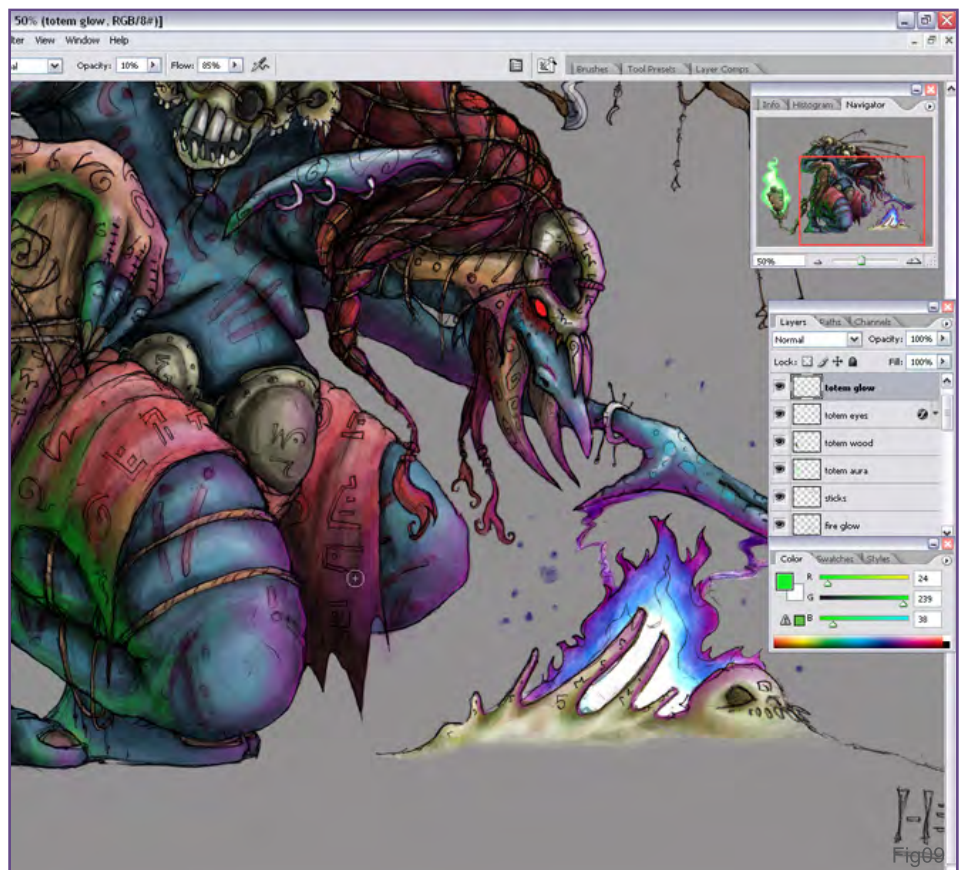 50% (totem glow, RGB/8#)]
ter View Window Help
al Opacity: 10% Flow: 85% Brushes Tool Presets Layer Comps
Info Histogram Navigator
50%
Layers Paths Channels
Normal Opacity: 100%
Lock: Fill: 100%
totem glow
totem eyes
totem wood
totem aura
sticks
fire glow
Color Swatches Styles
R 24
G 239
B 38
Fig09